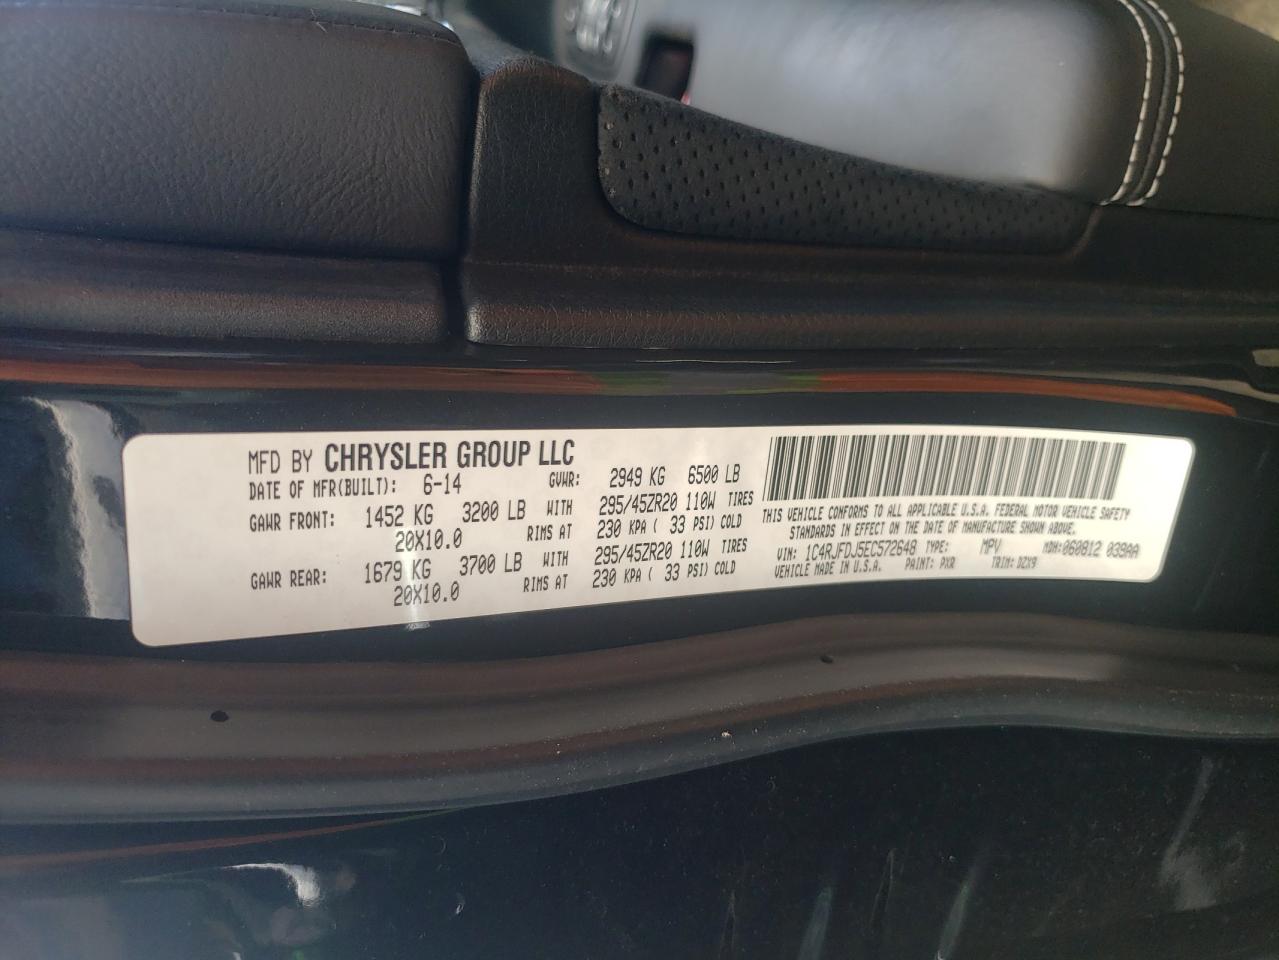 MFD BY CHRYSLER GROUP LLC
DATE OF MFR(BUILT): 6-14 GVWR: 2949 KG 6500 LB
GAWR FRONT: 1452 KG 3200 LB WITH 295/45ZR20 110W TIRES
20X10.0 RIMS AT 230 KPA ( 33 PSI) COLD
GAWR REAR: 1679 KG 3700 LB WITH 295/45ZR20 110W TIRES
20X10.0 RIMS AT 230 KPA ( 33 PSI) COLD
THIS VEHICLE CONFORMS TO ALL APPLICABLE U.S.A. FEDERAL MOTOR VEHICLE SAFETY
STANDARDS IN EFFECT ON THE DATE OF MANUFACTURE SHOWN ABOVE.
VIN: 1C4RJFDJ5EC572648 TYPE: MPV MDH: 060812 039AA
VEHICLE MADE IN U.S.A. PAINT: PXR TRIM: DZX9